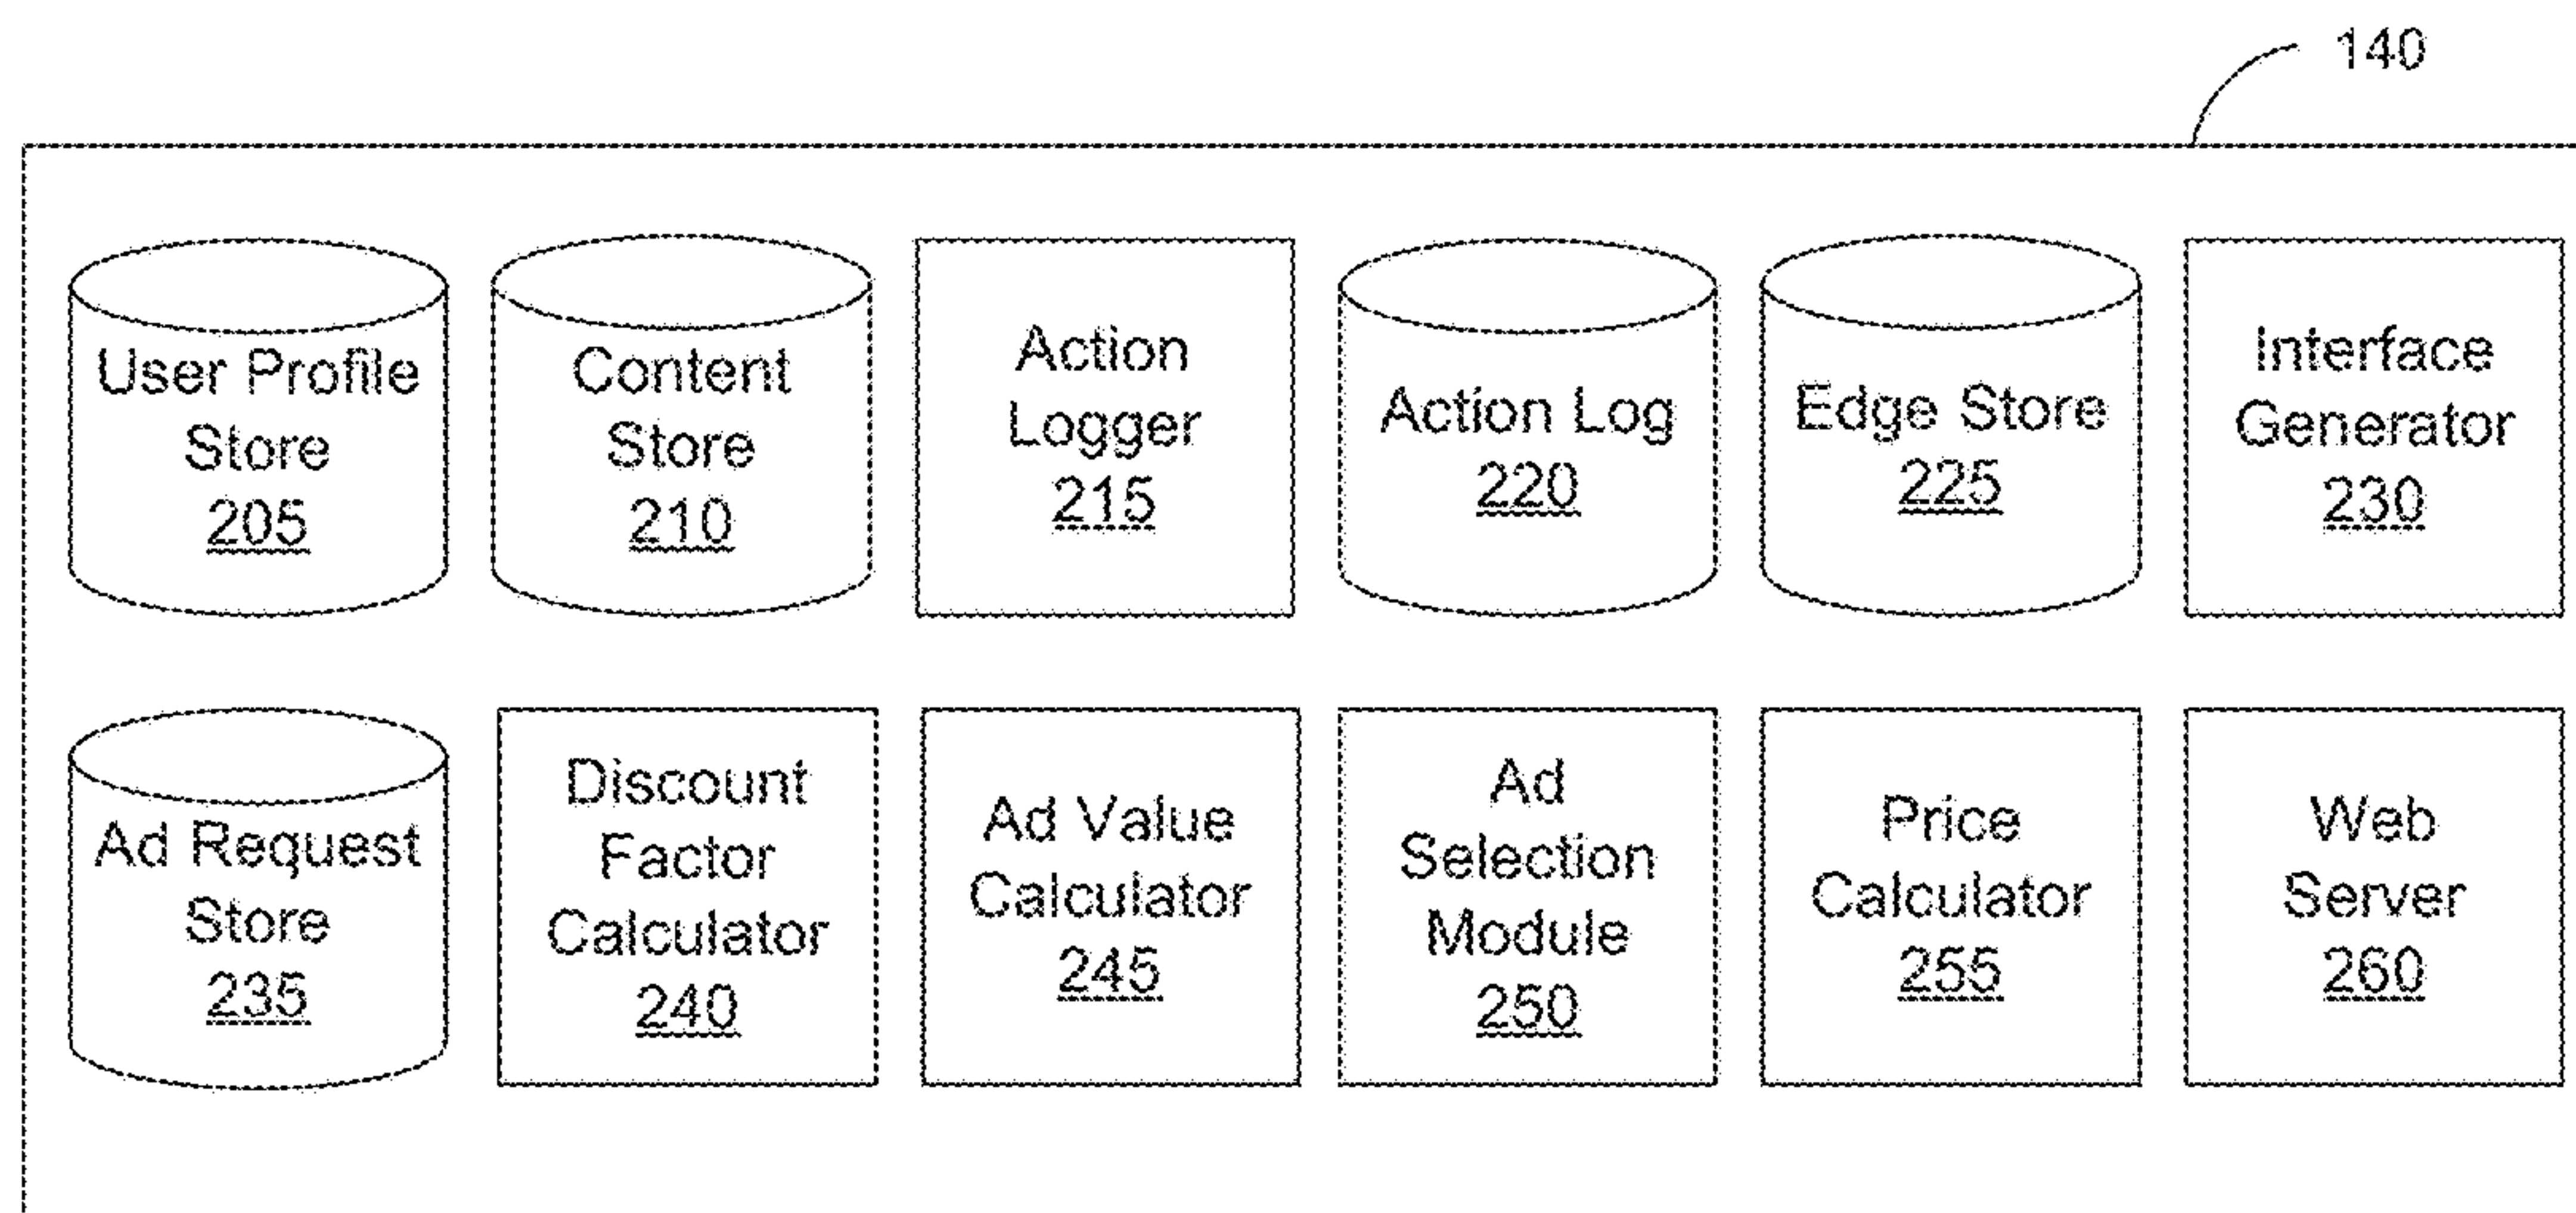 140
User Profile
Store
205
Content
Store
210
Action
Logger
215
Action Log
220
Edge Store
225
Interface
Generator
230
Ad Request
Store
235
Discount
Factor
Calculator
240
Ad Value
Calculator
245
Ad
Selection
Module
250
Price
Calculator
255
Web
Server
260